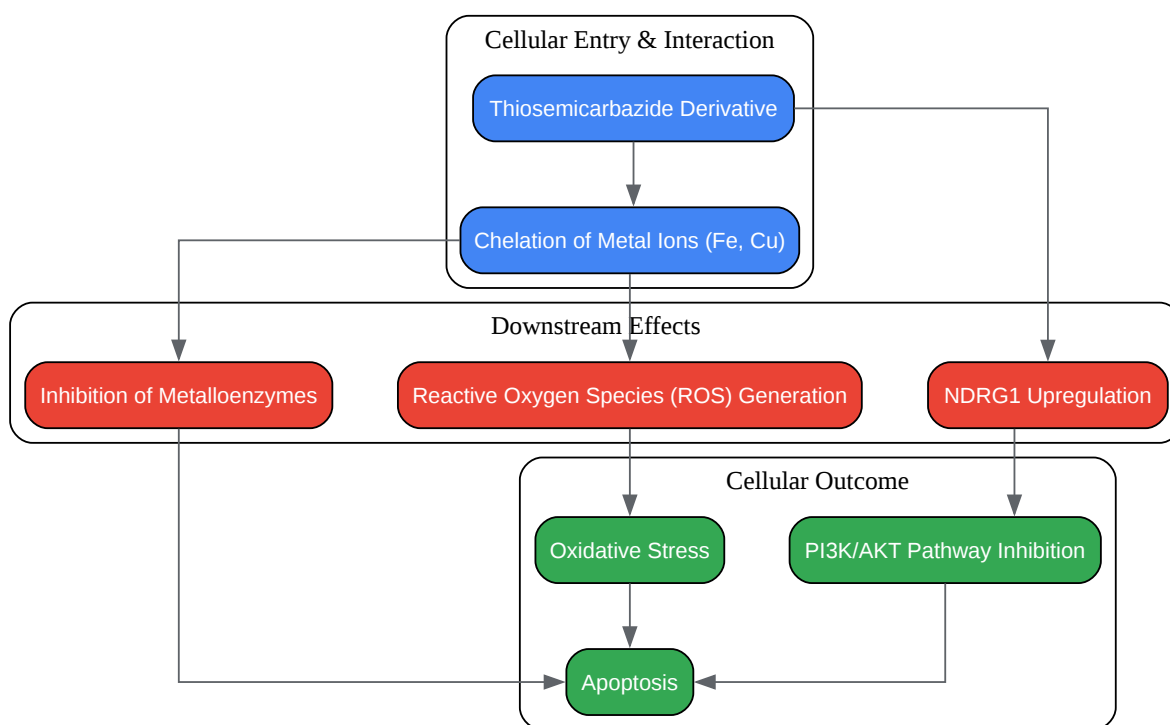 Cellular Entry & Interaction
Thiosemicarbazide Derivative
Chelation of Metal Ions (Fe, Cu)
Downstream Effects
Inhibition of Metalloenzymes
Reactive Oxygen Species (ROS) Generation
NDRG1 Upregulation
Cellular Outcome
Oxidative Stress
PI3K/AKT Pathway Inhibition
Apoptosis